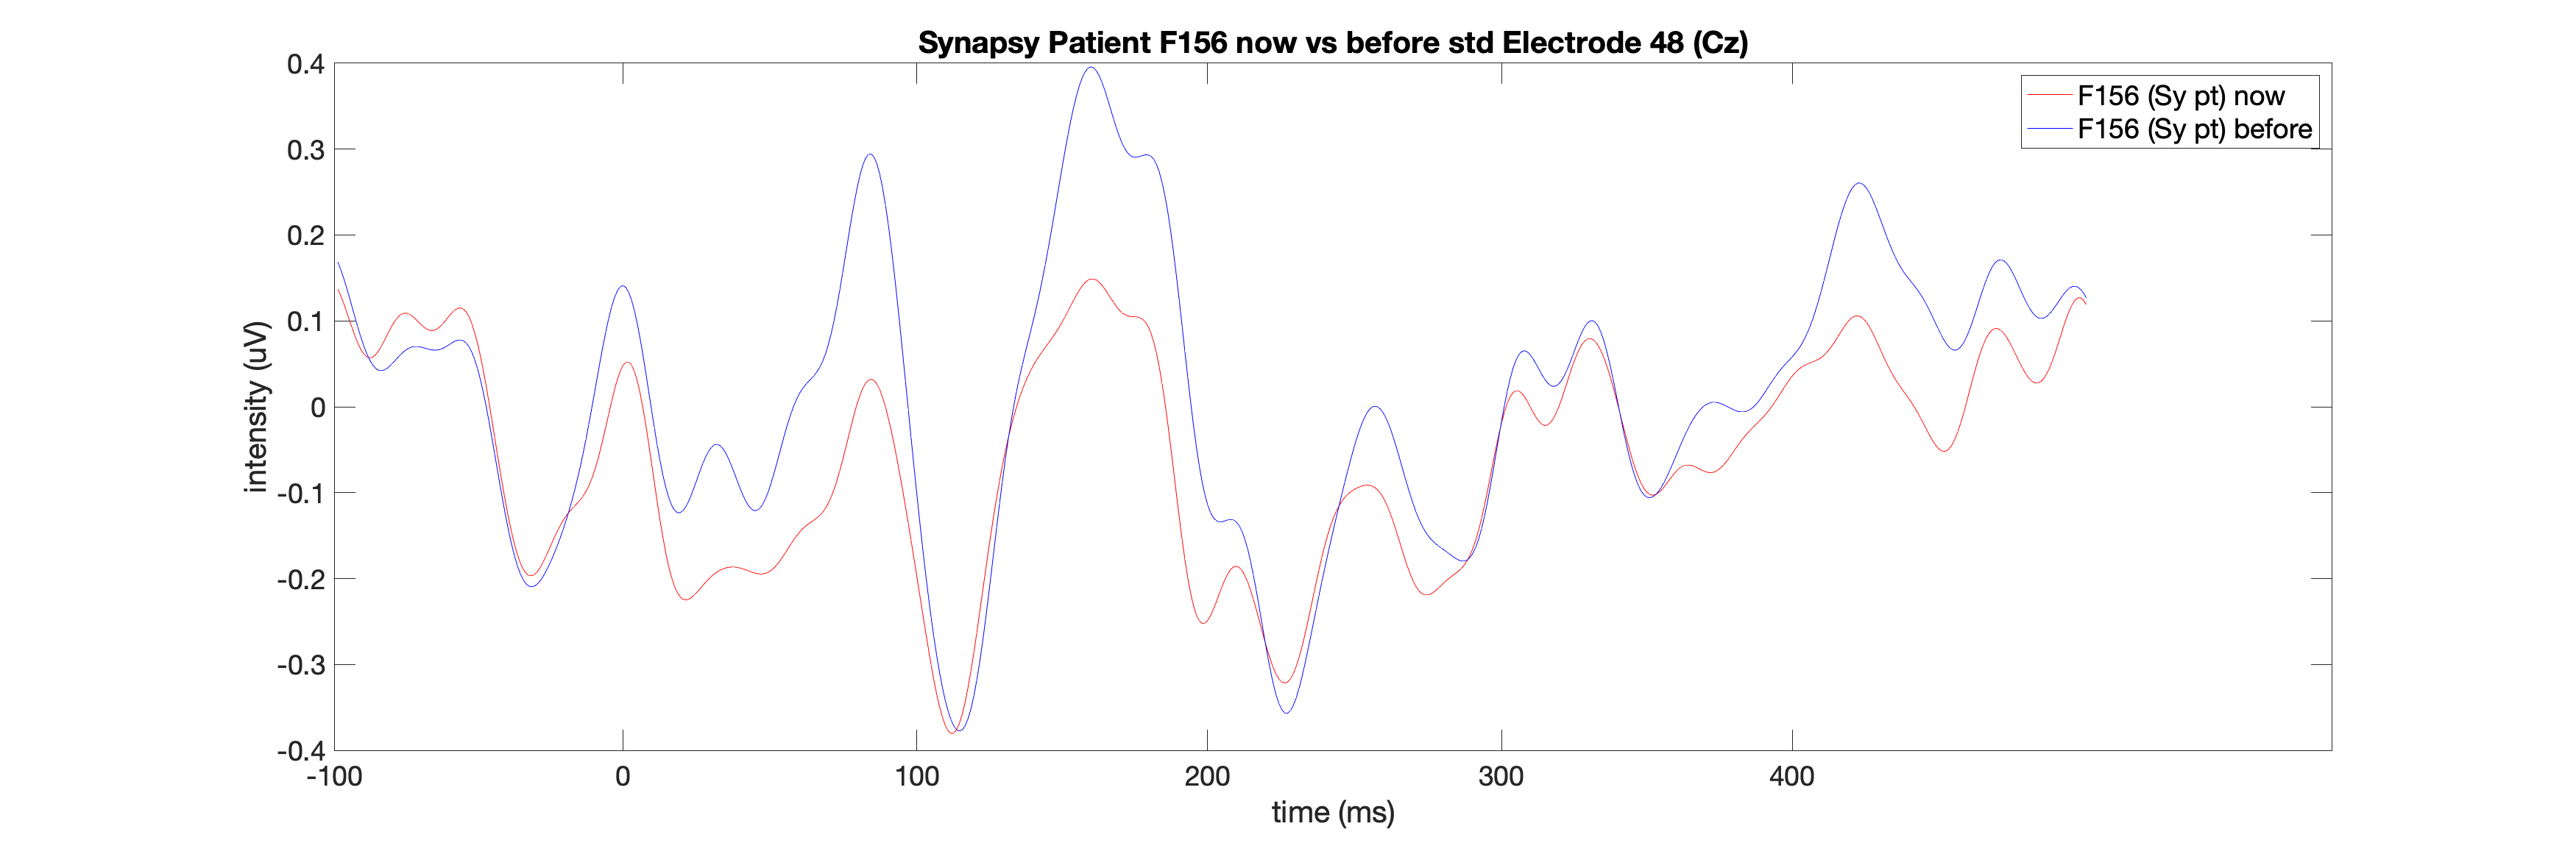 Synapsy Patient F156 now vs before std Electrode 48 (Cz)
F156 (Sy pt) now
F156 (Sy pt) before
intensity (uV)
0.4
0.3
0.2
0.1
0
-0.1
-0.2
-0.3
-0.4
-100 0 100 200 300 400
time (ms)